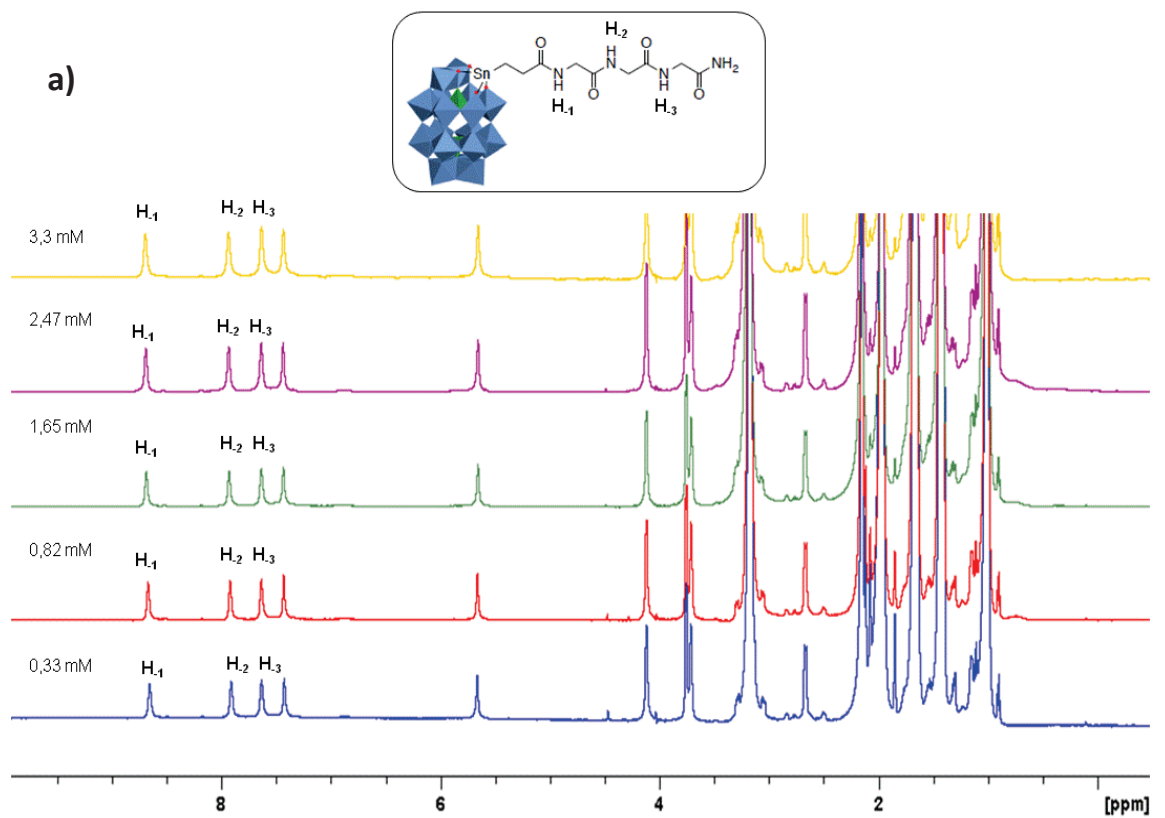 a)
O
Sn
N
H
H-1
O
H-2
H
N
O
N
H
H-3
O
NH2
H-1 H-2 H-3
3,3 mM
H-1 H-2 H-3
2,47 mM
H-1 H-2 H-3
1,65 mM
H-1 H-2 H-3
0,82 mM
H-1 H-2 H-3
0,33 mM
8 6 4 2 [ppm]